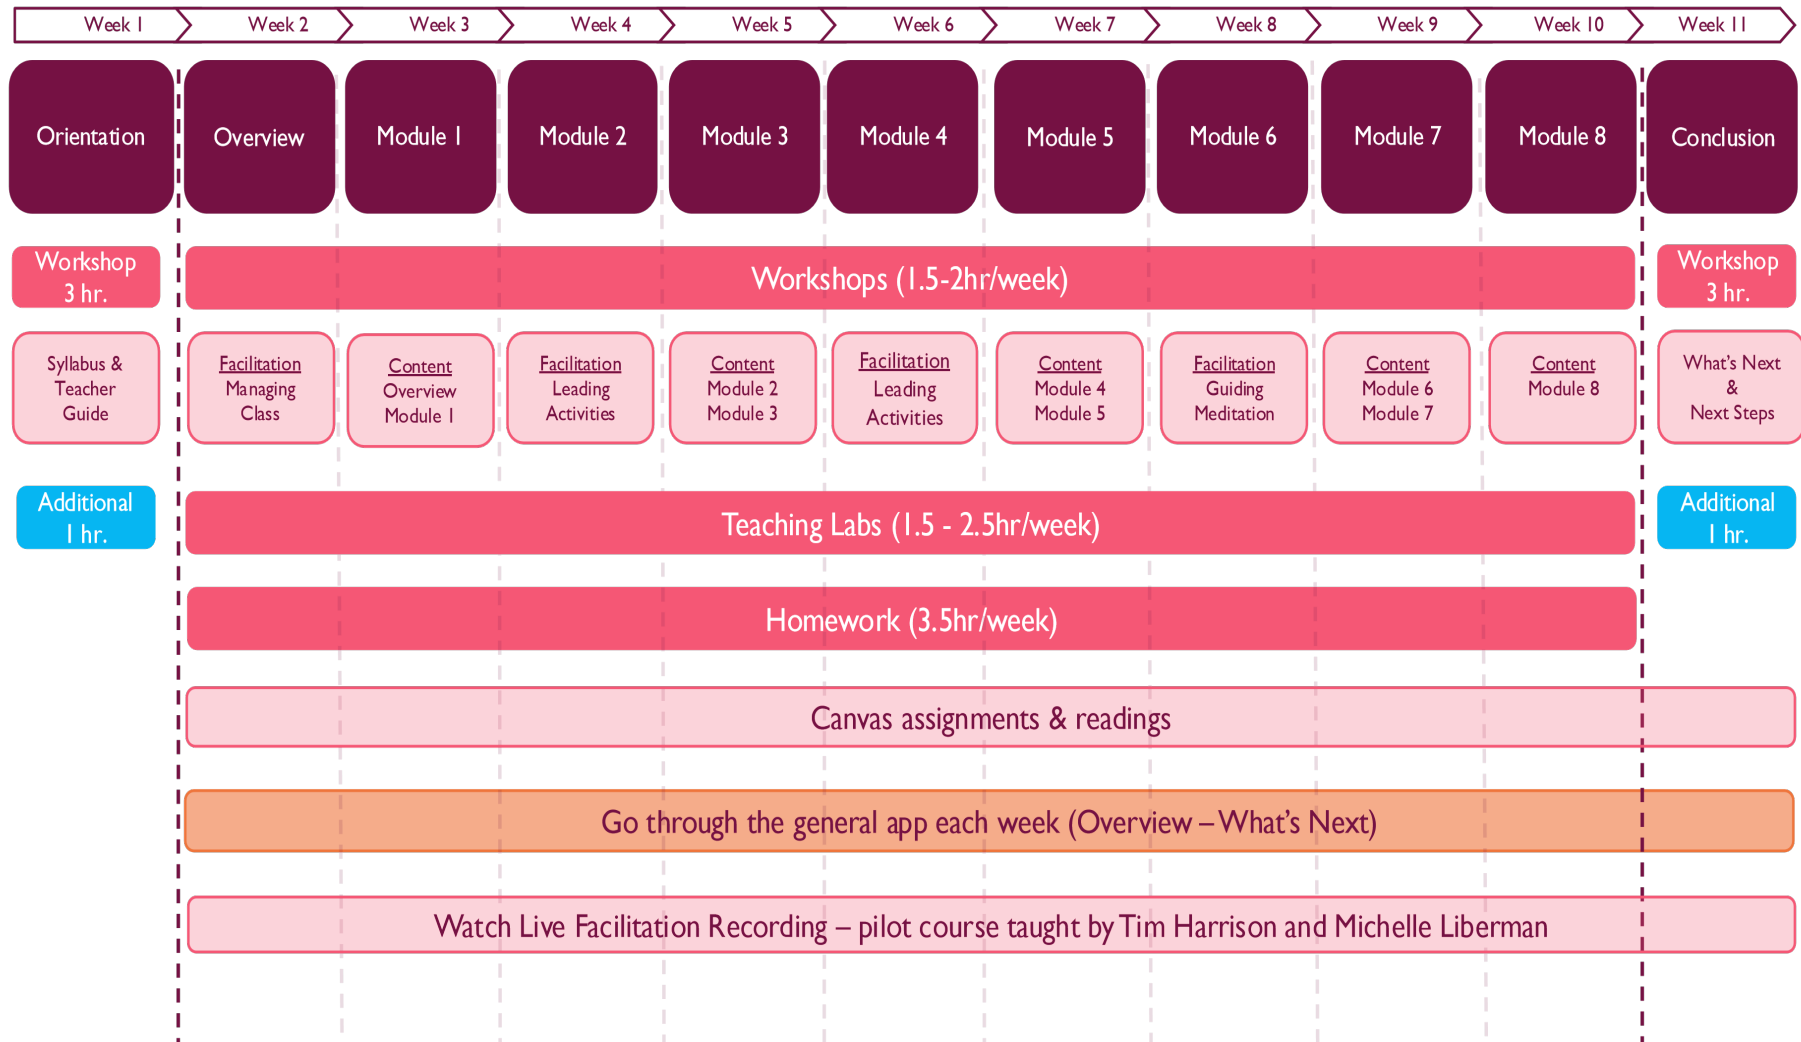 Week 1
Week 2
Week 3
Week 4
Week 5
Week 6
Week 7
Week 8
Week 9
Week 10
Week 11
Orientation
Overview
Module 1
Module 2
Module 3
Module 4
Module 5
Module 6
Module 7
Module 8
Conclusion
Workshop
3 hr.
Workshops (1.5-2hr/week)
Workshop
3 hr.
Syllabus &
Teacher
Guide
Facilitation
Managing
Class
Content
Overview
Module 1
Facilitation
Leading
Activities
Content
Module 2
Module 3
Facilitation
Leading
Activities
Content
Module 4
Module 5
Facilitation
Guiding
Meditation
Content
Module 6
Module 7
Content
Module 8
What's Next
&
Next Steps
Additional
1 hr.
Teaching Labs (1.5 - 2.5hr/week)
Additional
1 hr.
Homework (3.5hr/week)
Canvas assignments & readings
Go through the general app each week (Overview – What's Next)
Watch Live Facilitation Recording – pilot course taught by Tim Harrison and Michelle Liberman